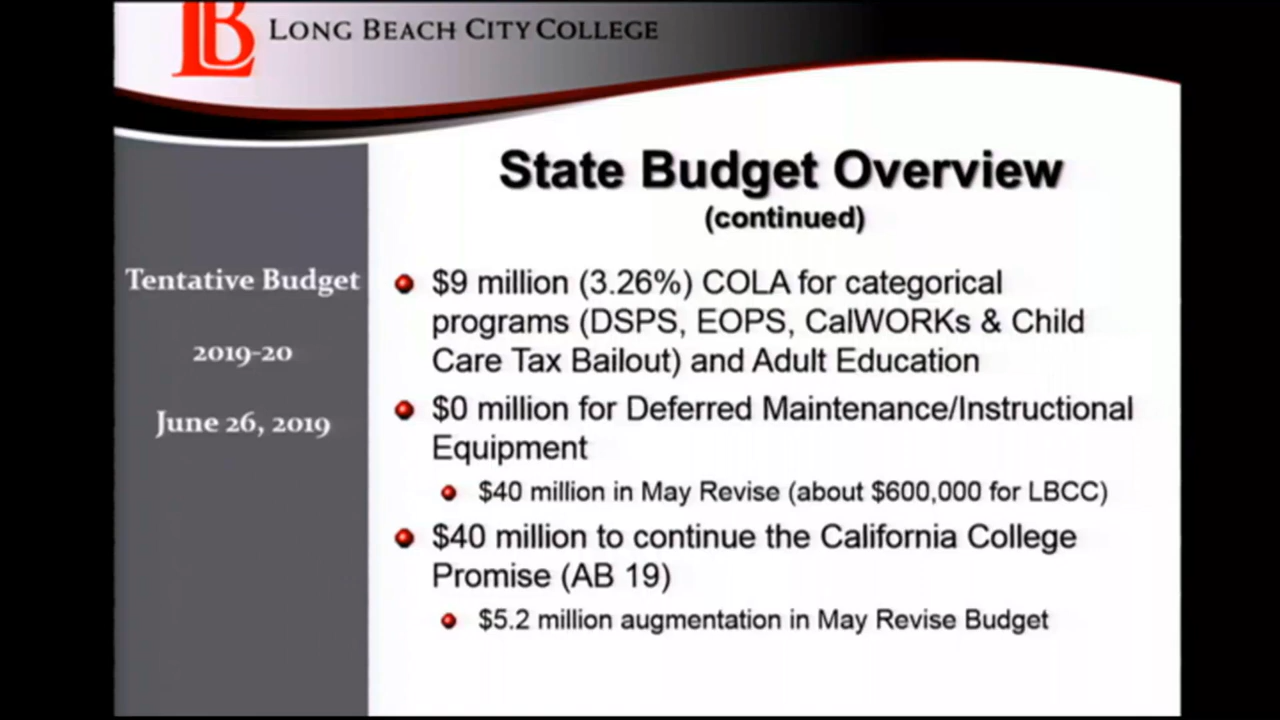 LB LONG BEACH CITY COLLEGE
State Budget Overview
(continued)
Tentative Budget
2019-20
June 26, 2019
$9 million (3.26%) COLA for categorical
programs (DSPS, EOPS, CalWORKs & Child
Care Tax Bailout) and Adult Education
$0 million for Deferred Maintenance/Instructional
Equipment
$40 million in May Revise (about $600,000 for LBCC)
$40 million to continue the California College
Promise (AB 19)
$5.2 million augmentation in May Revise Budget